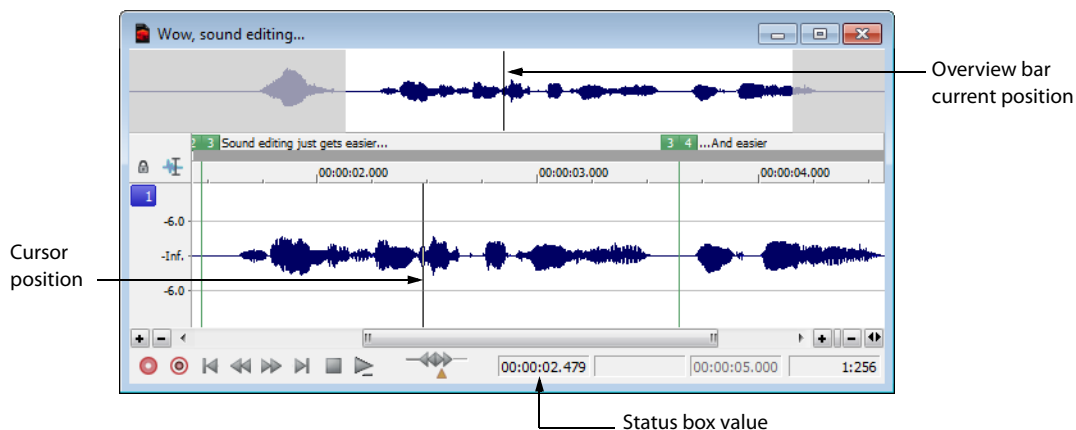 Wow, sound editing...
Overview bar
current position
2 3 Sound editing just gets easier...
3 4 ...And easier
00:00:02.000
00:00:03.000
00:00:04.000
1
-6.0
-Inf.
-6.0
Cursor
position
00:00:02.479
00:00:05.000
1:256
Status box value